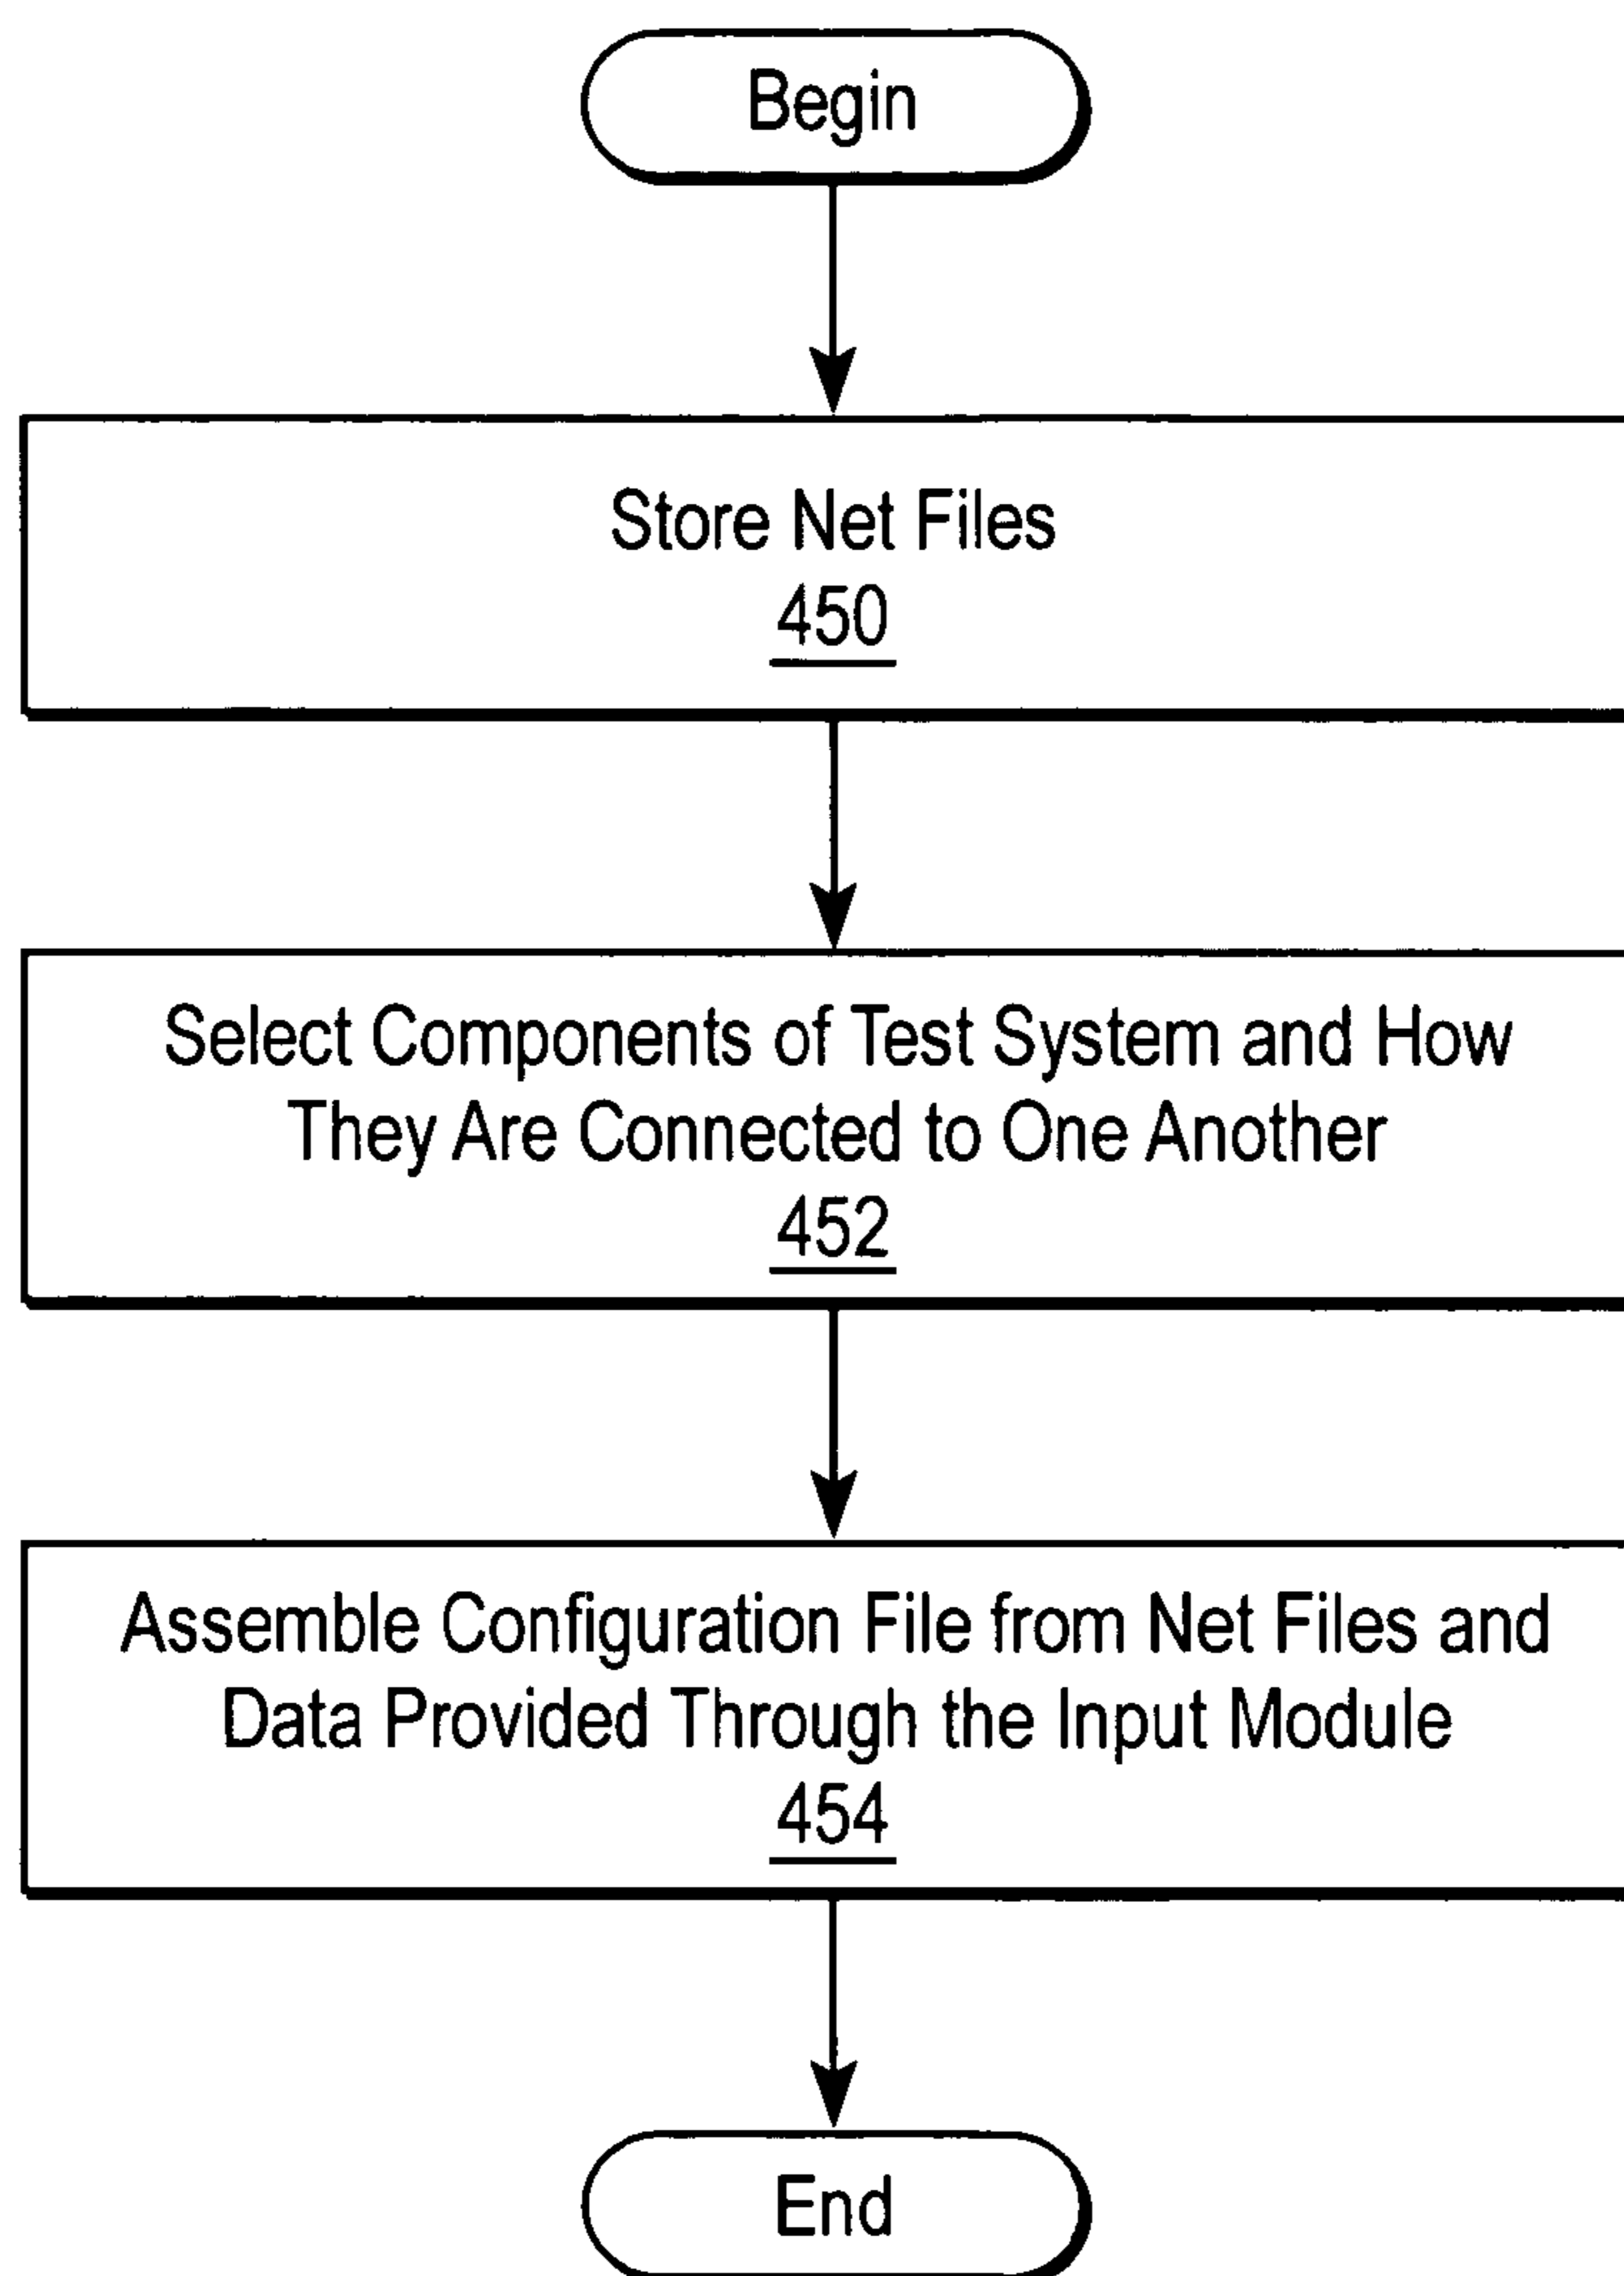 Begin
Store Net Files
450
Select Components of Test System and How
They Are Connected to One Another
452
Assemble Configuration File from Net Files and
Data Provided Through the Input Module
454
End